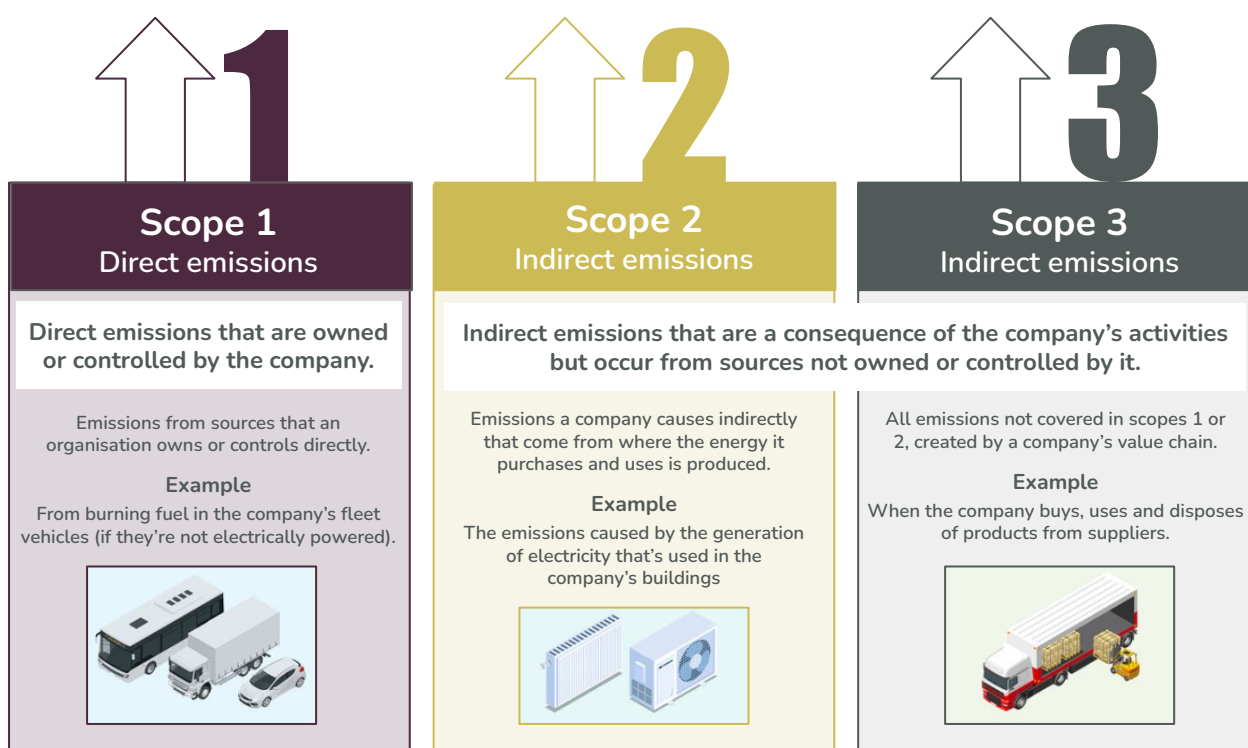 1
2
3
Scope 1
Direct emissions
Scope 2
Indirect emissions
Scope 3
Indirect emissions
Direct emissions that are owned
or controlled by the company.
Indirect emissions that are a consequence of the company’s activities
but occur from sources not owned or controlled by it.
Emissions from sources that an
organisation owns or controls directly.
Example
From burning fuel in the company’s fleet
vehicles (if they’re not electrically powered).
Emissions a company causes indirectly
that come from where the energy it
purchases and uses is produced.
Example
The emissions caused by the generation
of electricity that’s used in the
company’s buildings
All emissions not covered in scopes 1 or
2, created by a company’s value chain.
Example
When the company buys, uses and disposes
of products from suppliers.